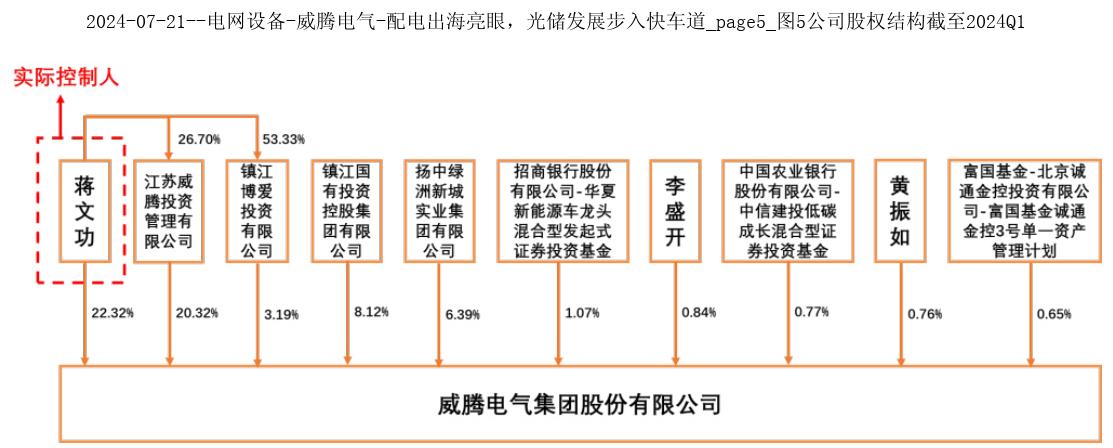 2024-07-21--电网设备-威腾电气-配电出海亮眼，光储发展步入快车道_page5_图5公司股权结构截至2024Q1
实际控制人
26.70%
53.33%
蒋
文
功
江苏威
腾投资
管理有
限公司
镇江
博爱
投资
有限
公司
镇江国
有投资
控股集
团有限
公司
扬中绿
洲新城
实业集
团有限
公司
招商银行股份
有限公司-华夏
新能源车龙头
混合型发起式
证券投资基金
李
盛
开
中国农业银行
股份有限公司-
中信建投低碳
成长混合型证
券投资基金
黄
振
如
富国基金-北京诚
通金控投资有限公
司-富国基金诚通
金控3号单一资产
管理计划
22.32%
20.32%
3.19%
8.12%
6.39%
1.07%
0.84%
0.77%
0.76%
0.65%
威腾电气集团股份有限公司